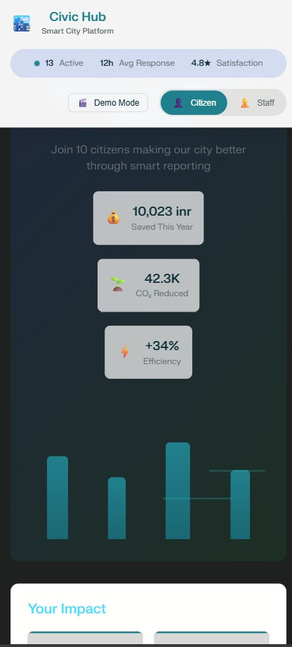 Civic Hub
Smart City Platform
13 Active 12h Avg Response 4.8★ Satisfaction
Demo Mode Citizen Staff
Join 10 citizens making our city better
through smart reporting
10,023 inr
Saved This Year
42.3K
CO₂ Reduced
+34%
Efficiency
Your Impact